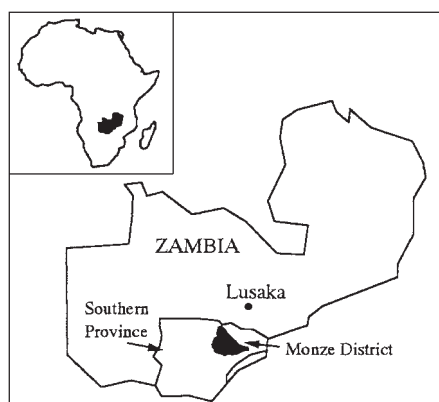 ZAMBIA
Lusaka
Southern
Province
Monze District